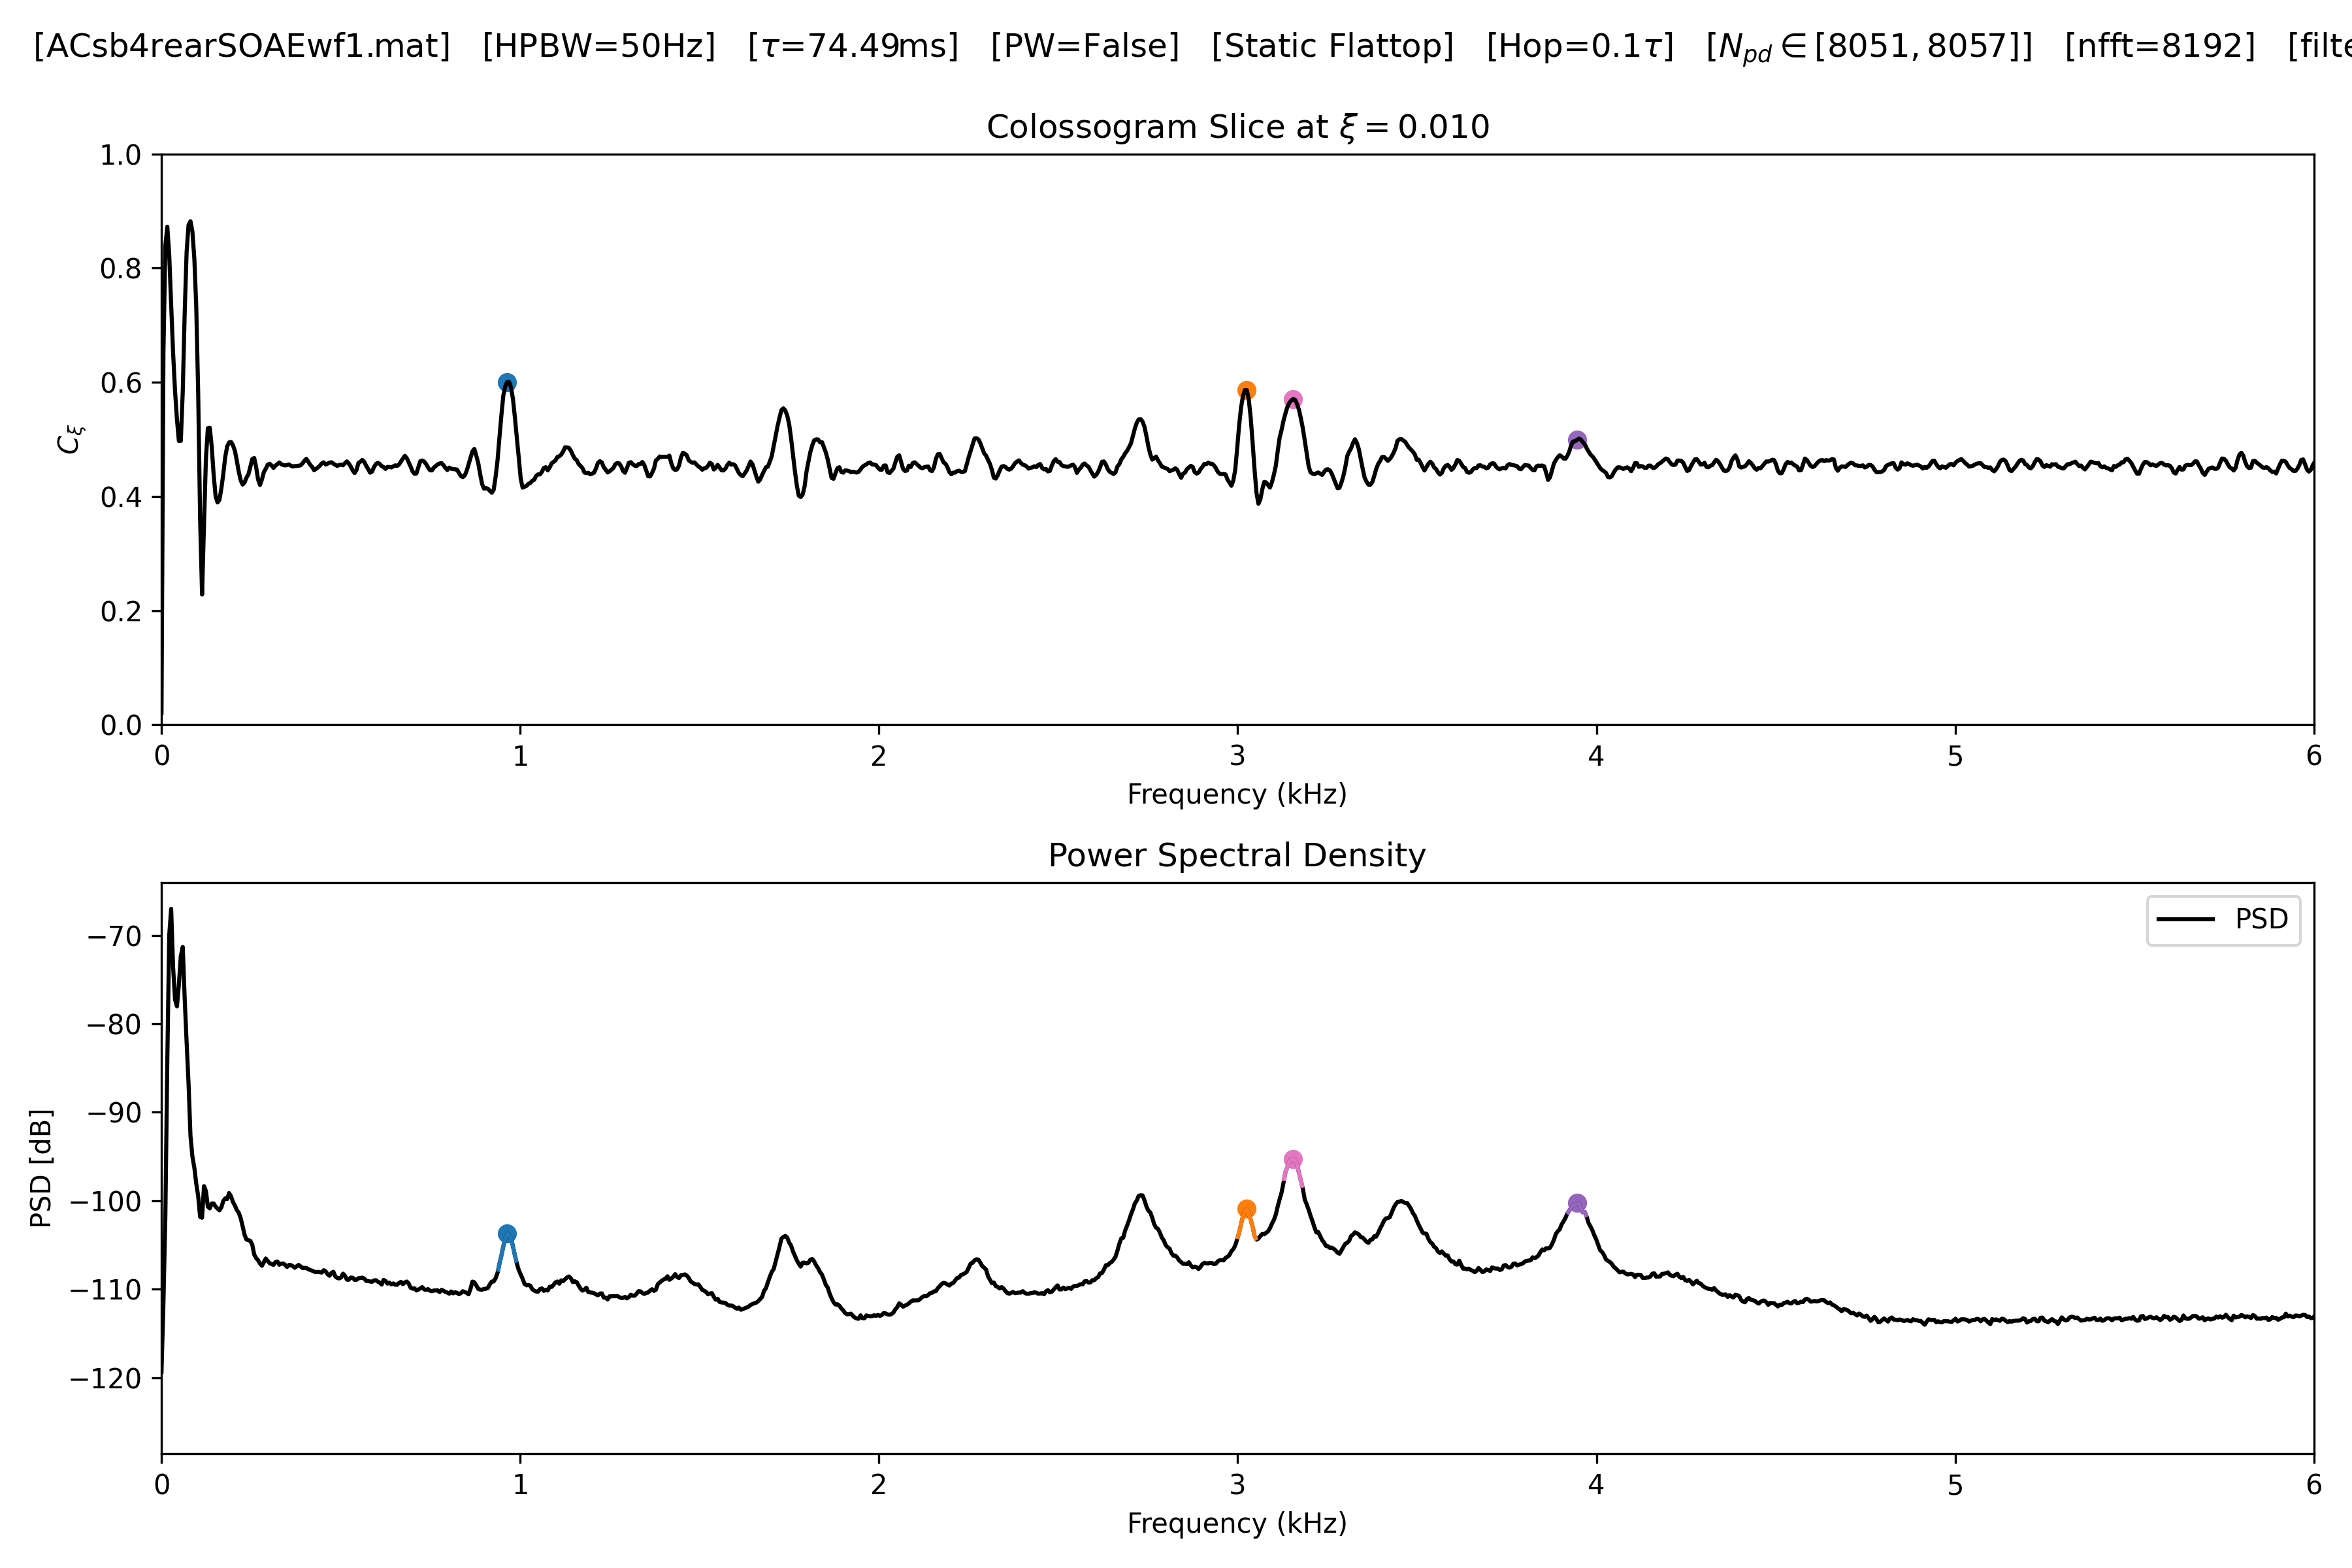 [ACsb4rearSOAEwf1.mat] [HPBW=50Hz] [τ=74.49ms] [PW=False] [Static Flattop] [Hop=0.1τ] [N_pd ∈ [8051, 8057]] [nfft=8192] [filte
Colossogram Slice at ξ = 0.010
1.0
0.8
0.6
0.4
0.2
0.0
C_ξ
0 1 2 3 4 5 6
Frequency (kHz)
Power Spectral Density
PSD
−70
−80
−90
−100
−110
−120
PSD [dB]
0 1 2 3 4 5 6
Frequency (kHz)